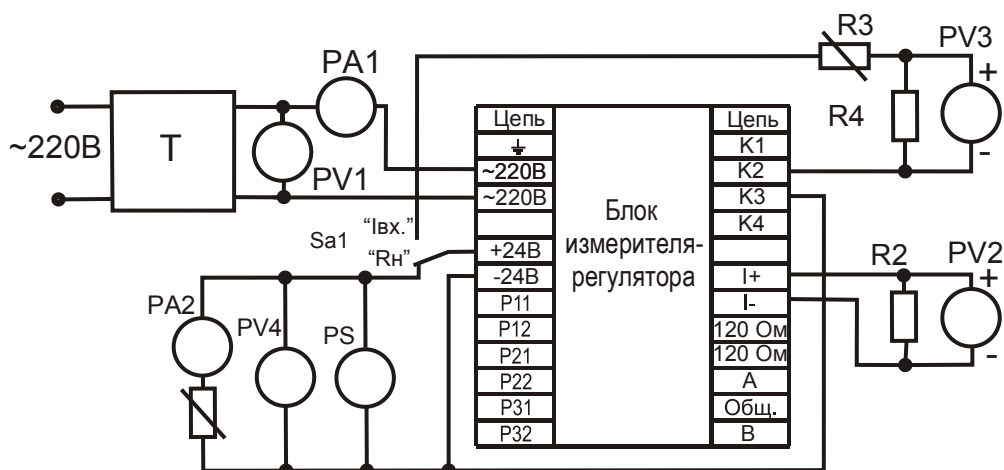 R3
PV3
+
R4
-
PA1
~220В
T
PV1
Цепь
~220В
~220В
+24В
-24В
P11
P12
P21
P22
P31
P32
Блок
измерителя-
регулятора
Цепь
K1
K2
K3
K4
I+
I-
120 Ом
120 Ом
A
Общ.
B
Sa1
“Iвх.”
“Rн”
PA2
PV4
PS
R2
PV2
+
-